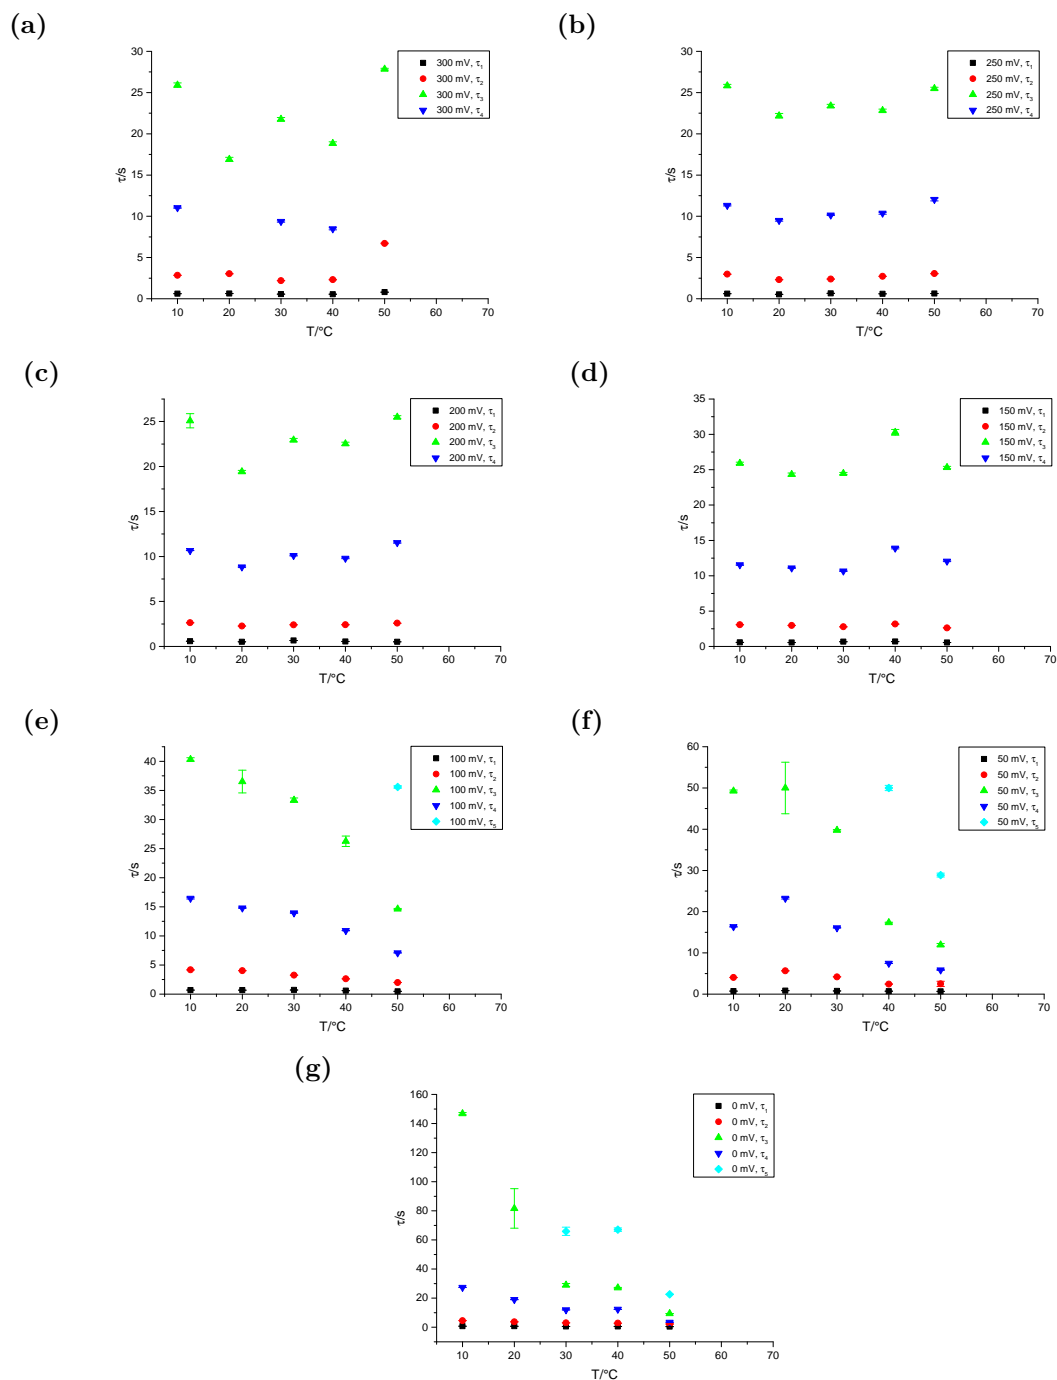 (a)
30
25
20
15
10
5
0
τ/s
10 20 30 40 50 60 70
T/°C
300 mV, τ₁
300 mV, τ₂
300 mV, τ₃
300 mV, τ₄
(b)
30
25
20
15
10
5
0
τ/s
10 20 30 40 50 60 70
T/°C
250 mV, τ₁
250 mV, τ₂
250 mV, τ₃
250 mV, τ₄
(c)
25
20
15
10
5
0
τ/s
10 20 30 40 50 60 70
T/°C
200 mV, τ₁
200 mV, τ₂
200 mV, τ₃
200 mV, τ₄
(d)
35
30
25
20
15
10
5
0
τ/s
10 20 30 40 50 60 70
T/°C
150 mV, τ₁
150 mV, τ₂
150 mV, τ₃
150 mV, τ₄
(e)
40
35
30
25
20
15
10
5
0
τ/s
10 20 30 40 50 60 70
T/°C
100 mV, τ₁
100 mV, τ₂
100 mV, τ₃
100 mV, τ₄
100 mV, τ₅
(f)
60
50
40
30
20
10
0
τ/s
10 20 30 40 50 60 70
T/°C
50 mV, τ₁
50 mV, τ₂
50 mV, τ₃
50 mV, τ₄
50 mV, τ₅
(g)
160
140
120
100
80
60
40
20
0
τ/s
10 20 30 40 50 60 70
T/°C
0 mV, τ₁
0 mV, τ₂
0 mV, τ₃
0 mV, τ₄
0 mV, τ₅